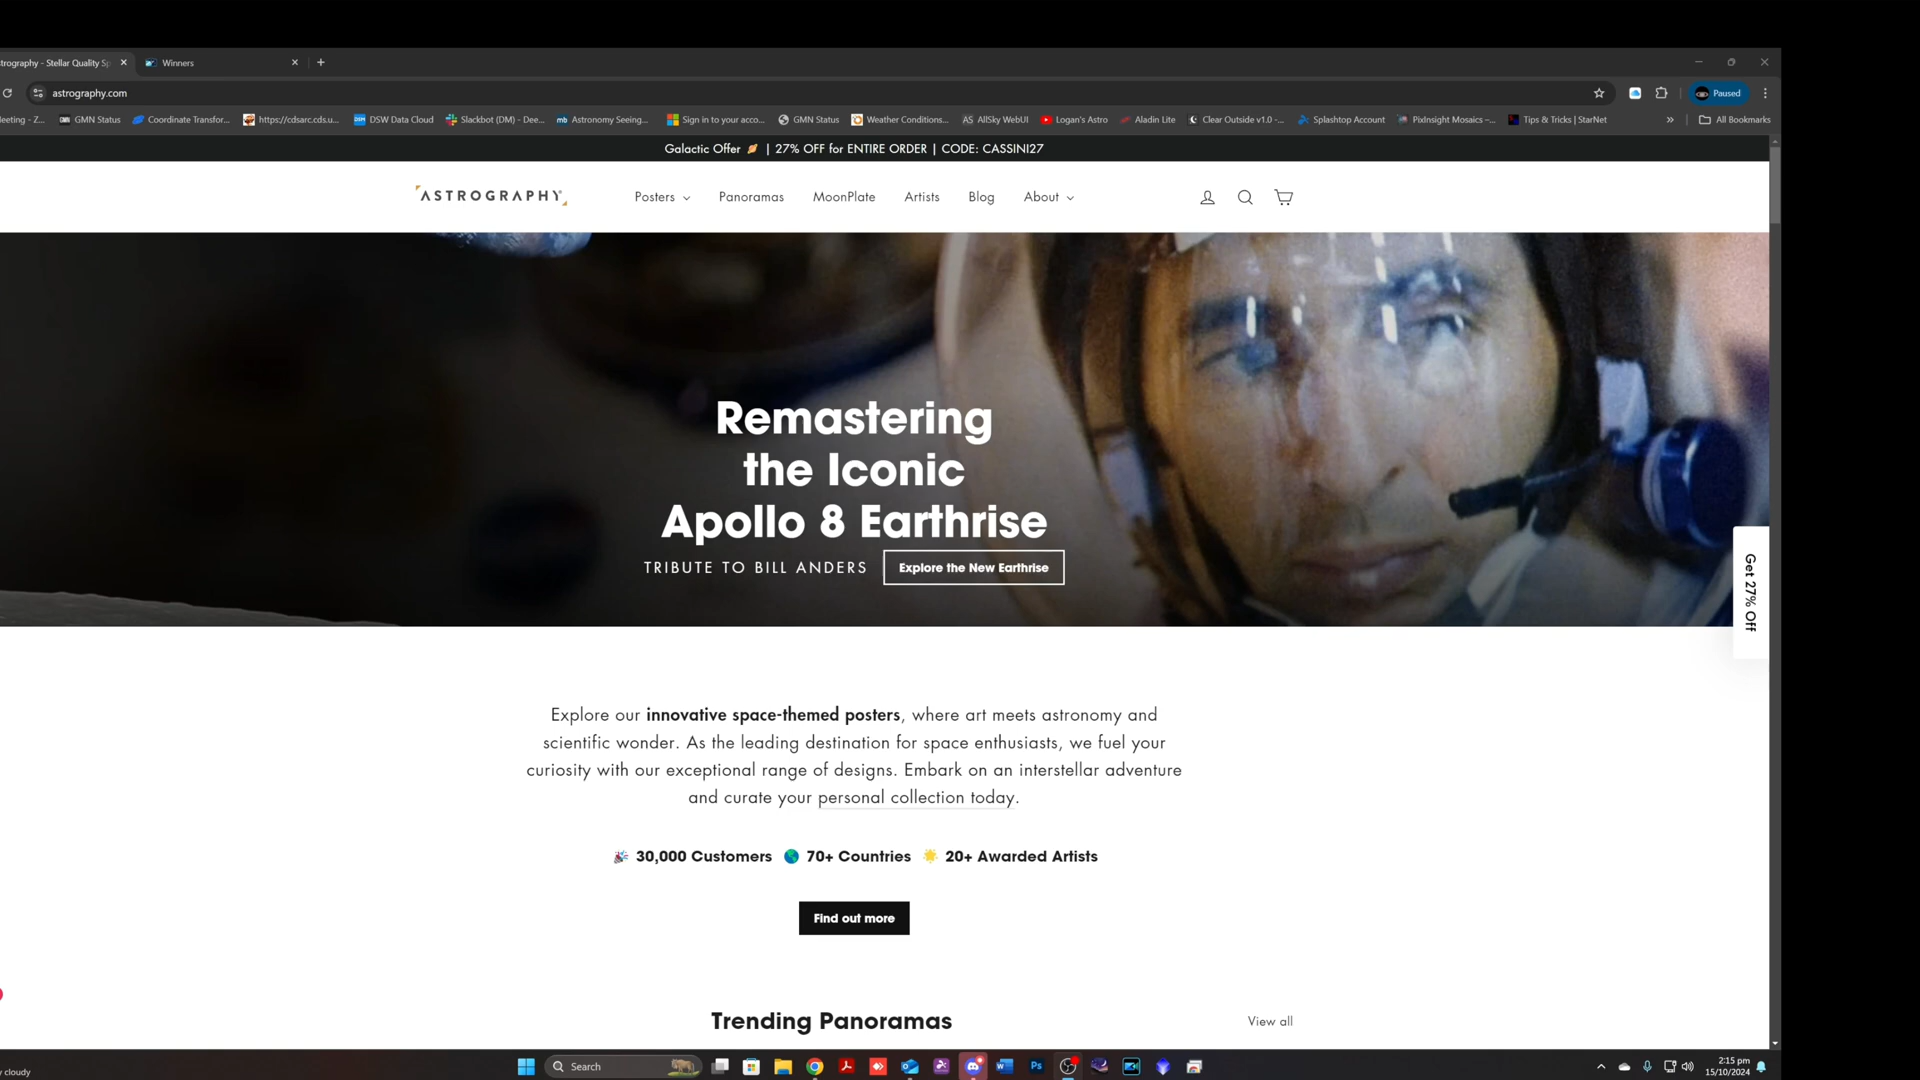 trography - Stellar Quality Sp
Winners
astrography.com
Paused
leeting - Z...
GMN Status
Coordinate Transfor...
https://cdsarc.cds.u...
DSW Data Cloud
Slackbot (DM) - Dee...
Astronomy Seeing...
Sign in to your acco...
GMN Status
Weather Conditions...
AS AllSky WebUI
Logan's Astro
Aladin Lite
Clear Outside v1.0 -...
Splashtop Account
PixInsight Mosaics –...
Tips & Tricks | StarNet
»
All Bookmarks
Galactic Offer 🪐 | 27% OFF for ENTIRE ORDER | CODE: CASSINI27
ASTROGRAPHY
Posters
Panoramas
MoonPlate
Artists
Blog
About
Remastering
the Iconic
Apollo 8 Earthrise
TRIBUTE TO BILL ANDERS
Explore the New Earthrise
Get 27% Off
Explore our innovative space-themed posters, where art meets astronomy and
scientific wonder. As the leading destination for space enthusiasts, we fuel your
curiosity with our exceptional range of designs. Embark on an interstellar adventure
and curate your personal collection today.
🎉 30,000 Customers 🌎 70+ Countries 🌟 20+ Awarded Artists
Find out more
Trending Panoramas
View all
y cloudy
Search
2:15 pm
15/10/2024